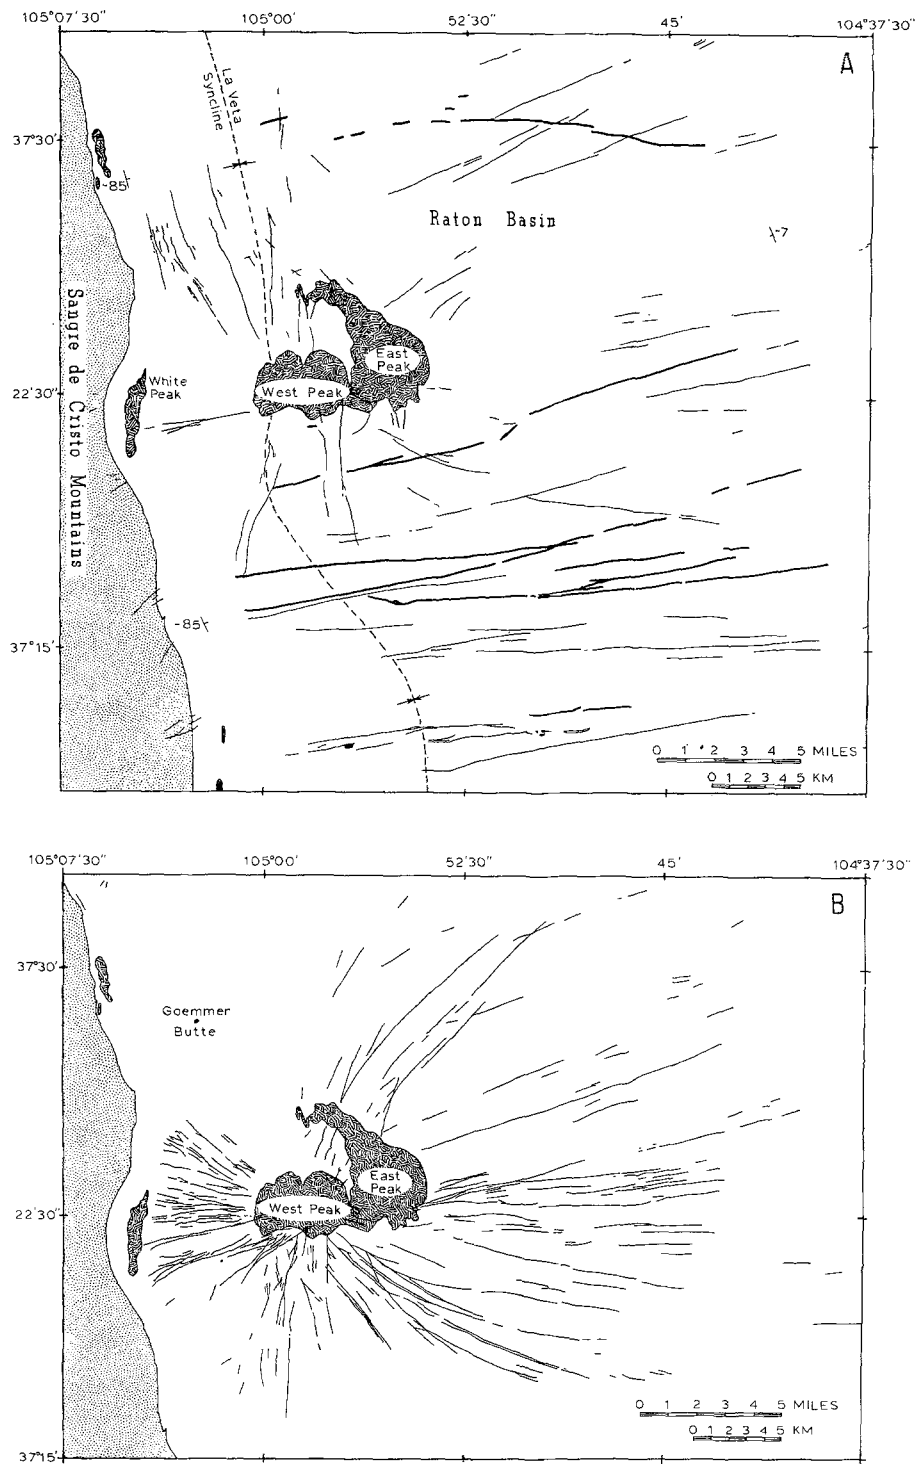 105°07'30"
105°00'
52'30"
45'
104°37'30"
A
La Veta
Syncline
37°30'
-85
Raton Basin
-7
Sangre de Cristo Mountains
East
Peak
White
Peak
22'30"
West Peak
-85
37°15'
0 1 2 3 4 5 MILES
0 1 2 3 4 5 KM
105°07'30"
105°00'
52'30"
45'
104°37'30"
B
37°30'
Goemmer
Butte
East
Peak
22'30"
West Peak
0 1 2 3 4 5 MILES
0 1 2 3 4 5 KM
37°15'